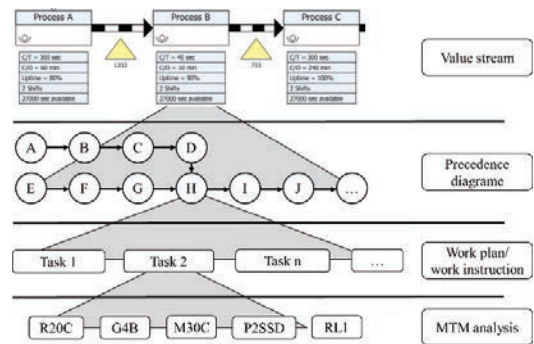 Process A
Process B
Process C
C/T = 300 sec
C/O = 60 min
Uptime = 80%
2 Shifts
27000 sec available
1202
C/T = 40 sec
C/O = 10 min
Uptime = 90%
2 Shifts
27000 sec available
703
C/T = 300 sec
C/O = 240 min
Uptime = 100%
2 Shifts
27000 sec available
Value stream
A
B
C
D
E
F
G
H
I
J
...
Precedence
diagrame
Task 1
Task 2
Task n
...
Work plan/
work instruction
R20C
G4B
M30C
P2SSD
RL1
MTM analysis